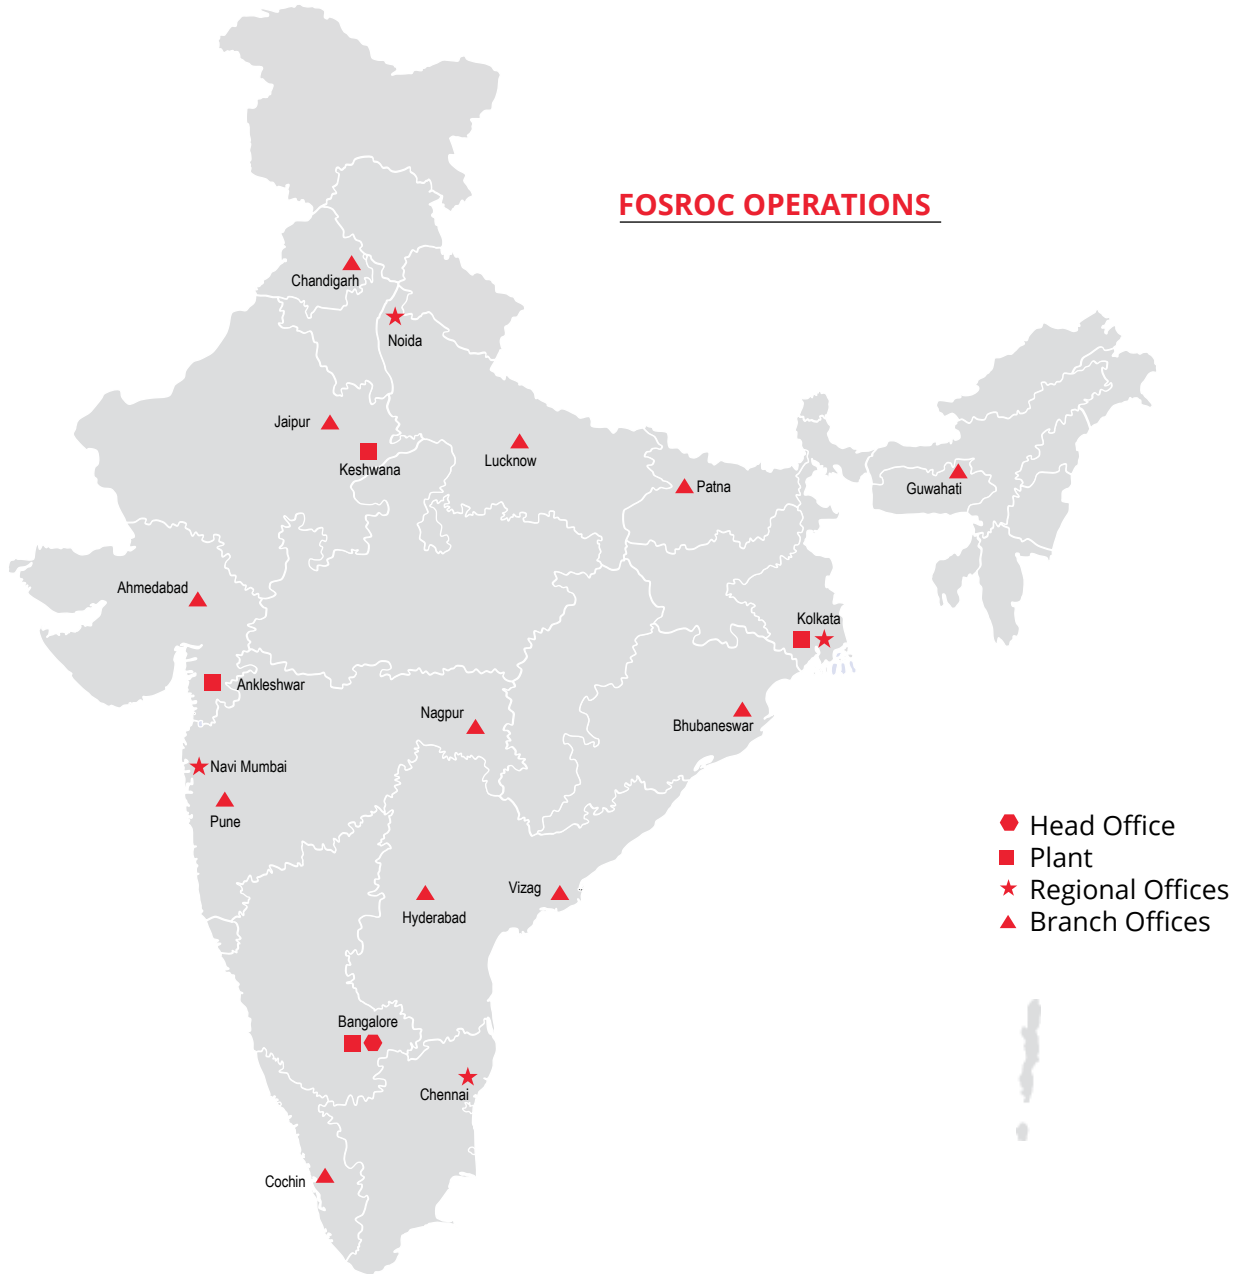 FOSROC OPERATIONS
Chandigarh
Noida
Jaipur
Keshwana
Lucknow
Patna
Guwahati
Ahmedabad
Kolkata
Ankleshwar
Nagpur
Bhubaneswar
Navi Mumbai
Pune
Head Office
Plant
Regional Offices
Branch Offices
Vizag
Hyderabad
Bangalore
Chennai
Cochin